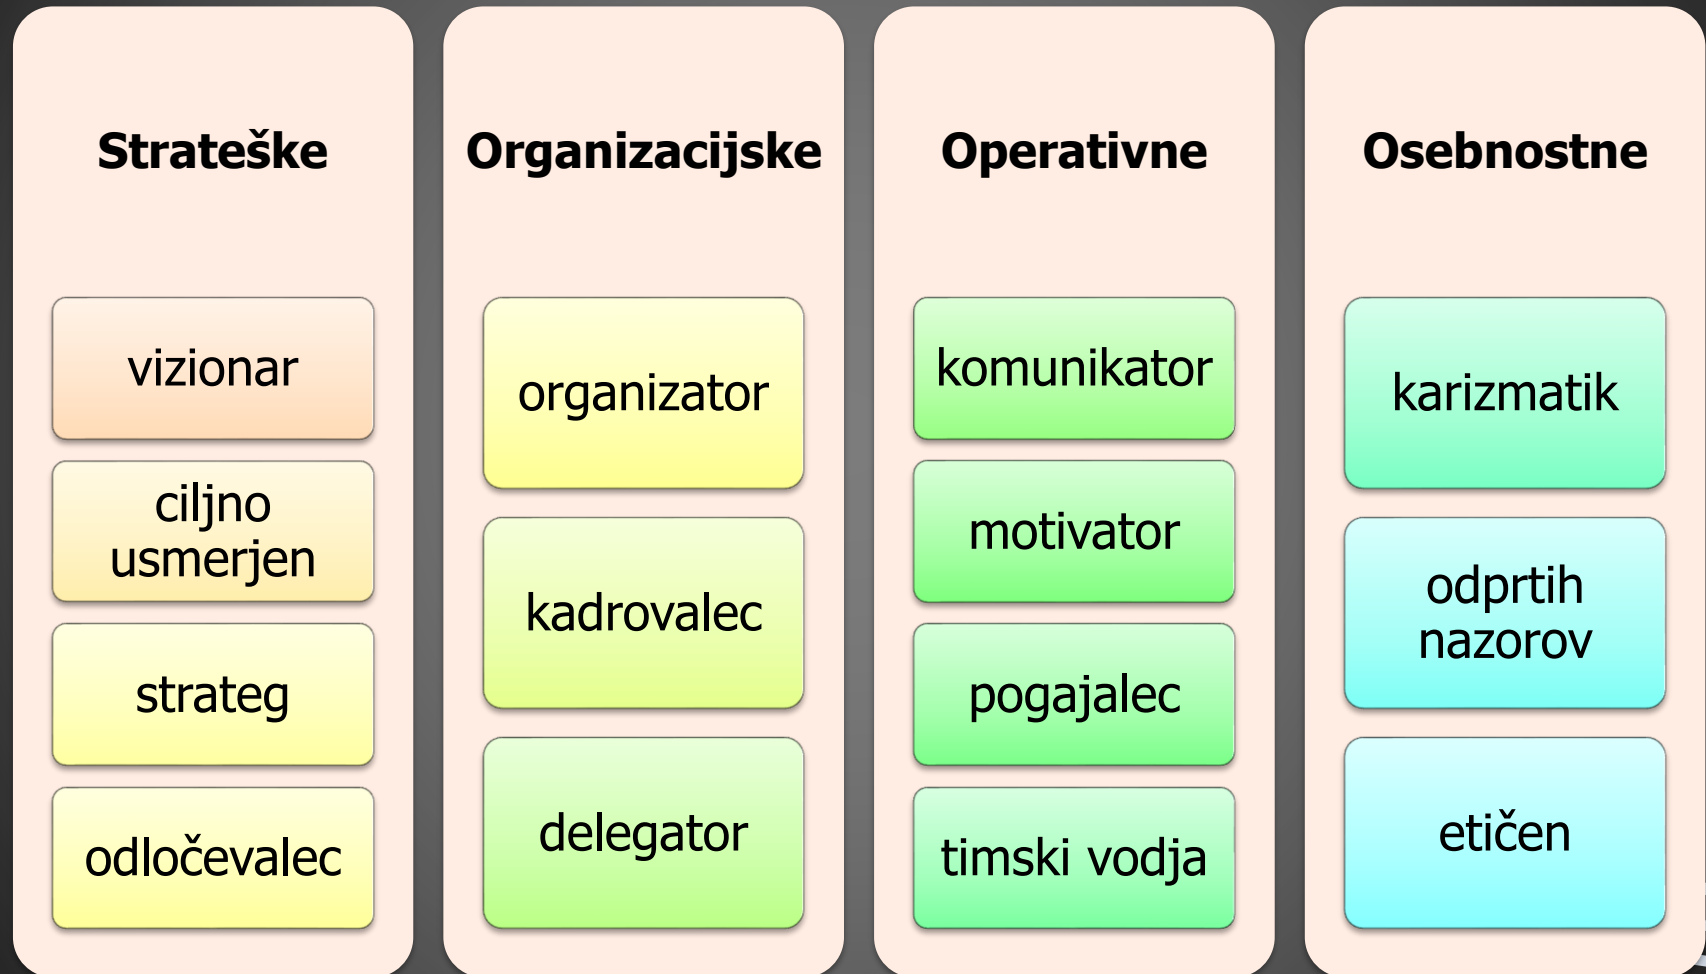 Strateške
vizionar
ciljno
usmerjen
strateg
odločevalec
Organizacijske
organizator
kadrovalec
delegator
Operativne
komunikator
motivator
pogajalec
timski vodja
Osebnostne
karizmatik
odprtih
nazorov
etičen